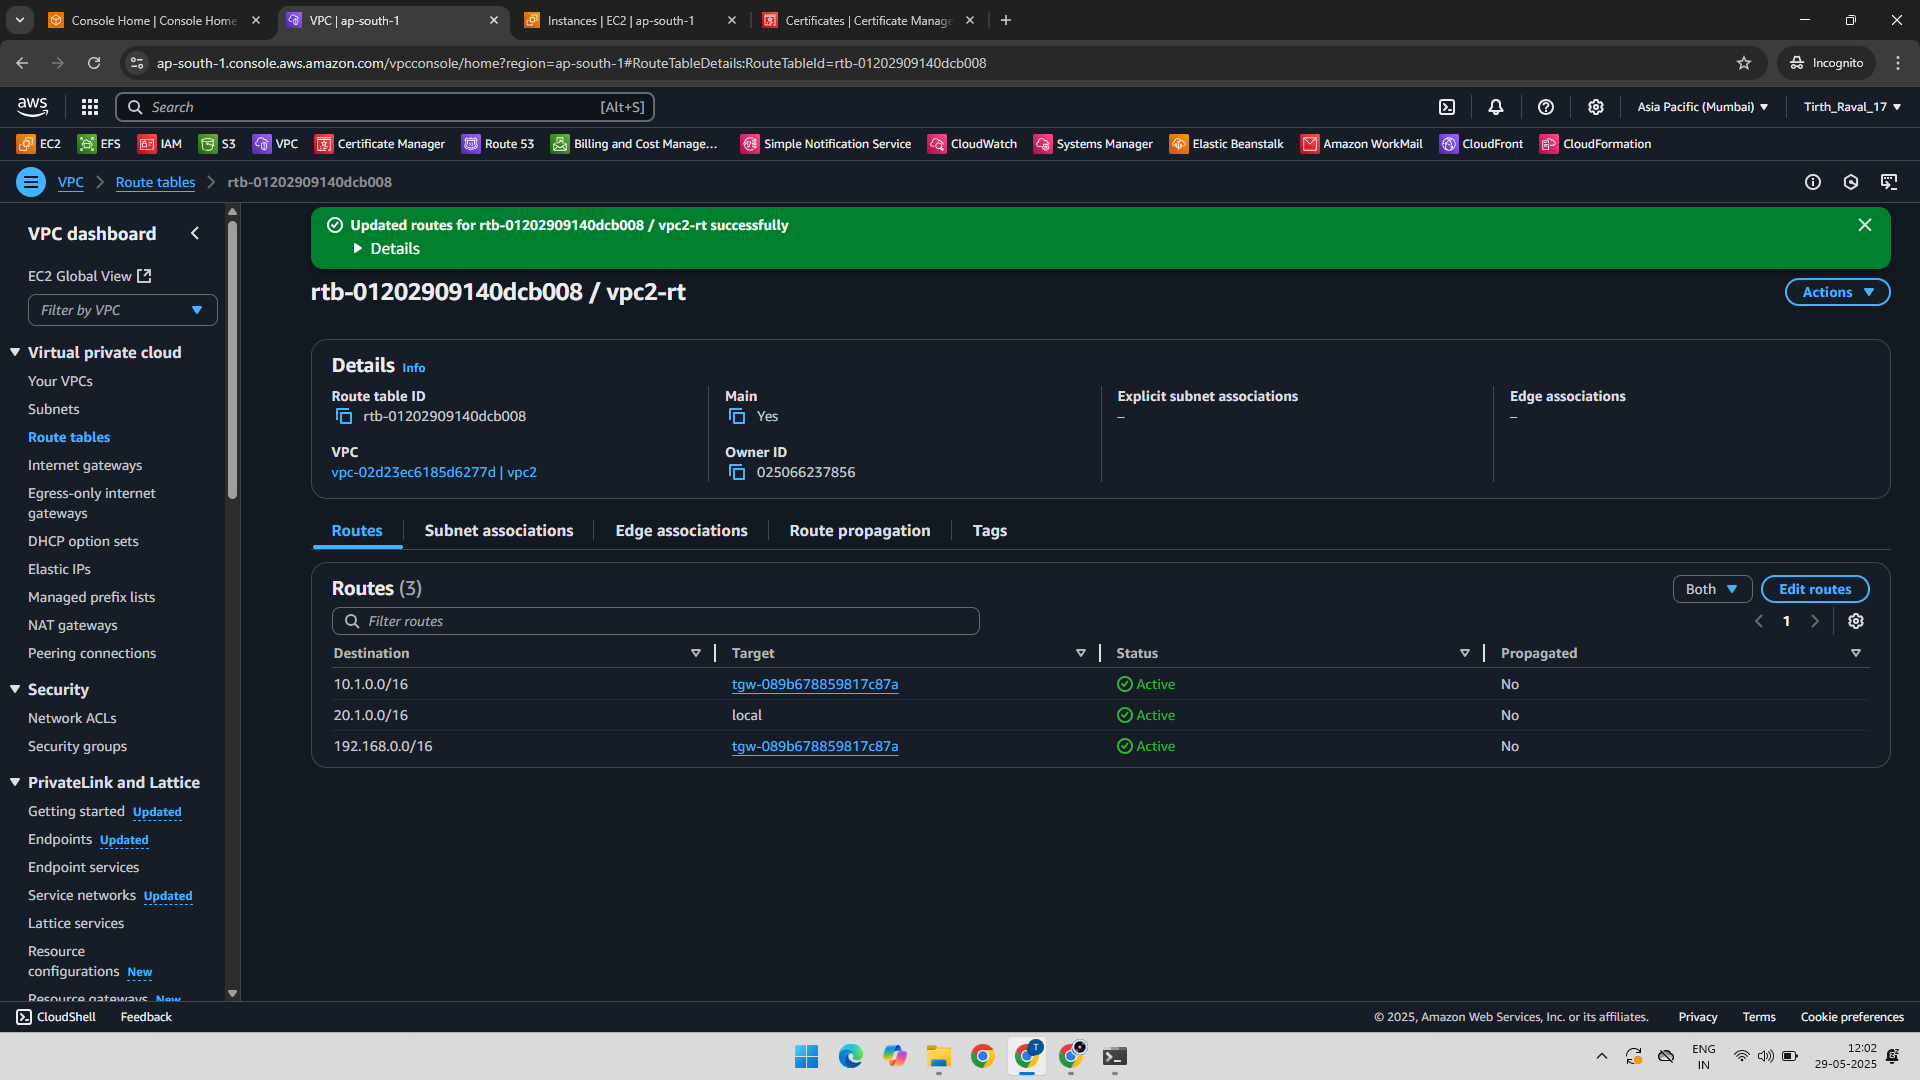 Console Home | Console Home
VPC | ap-south-1
Instances | EC2 | ap-south-1
Certificates | Certificate Manage
ap-south-1.console.aws.amazon.com/vpcconsole/home?region=ap-south-1#RouteTableDetails:RouteTableId=rtb-01202909140dcb008
Incognito
aws
Search
[Alt+S]
Asia Pacific (Mumbai)
Tirth_Raval_17
EC2
EFS
IAM
S3
VPC
Certificate Manager
Route 53
Billing and Cost Manage...
Simple Notification Service
CloudWatch
Systems Manager
Elastic Beanstalk
Amazon WorkMail
CloudFront
CloudFormation
VPC
Route tables
rtb-01202909140dcb008
VPC dashboard
EC2 Global View
Filter by VPC
Virtual private cloud
Your VPCs
Subnets
Route tables
Internet gateways
Egress-only internet
gateways
DHCP option sets
Elastic IPs
Managed prefix lists
NAT gateways
Peering connections
Security
Network ACLs
Security groups
PrivateLink and Lattice
Getting started Updated
Endpoints Updated
Endpoint services
Service networks Updated
Lattice services
Resource
configurations New
Resource gateways New
Updated routes for rtb-01202909140dcb008 / vpc2-rt successfully
Details
rtb-01202909140dcb008 / vpc2-rt
Actions
Details Info
Route table ID
rtb-01202909140dcb008
Main
Yes
Explicit subnet associations
–
Edge associations
–
VPC
vpc-02d23ec6185d6277d | vpc2
Owner ID
025066237856
Routes
Subnet associations
Edge associations
Route propagation
Tags
Routes (3)
Both
Edit routes
Filter routes
1
Destination Target Status Propagated
10.1.0.0/16 tgw-089b678859817c87a Active No
20.1.0.0/16 local Active No
192.168.0.0/16 tgw-089b678859817c87a Active No
CloudShell
Feedback
© 2025, Amazon Web Services, Inc. or its affiliates.
Privacy
Terms
Cookie preferences
T
ENG
IN
12:02
29-05-2025